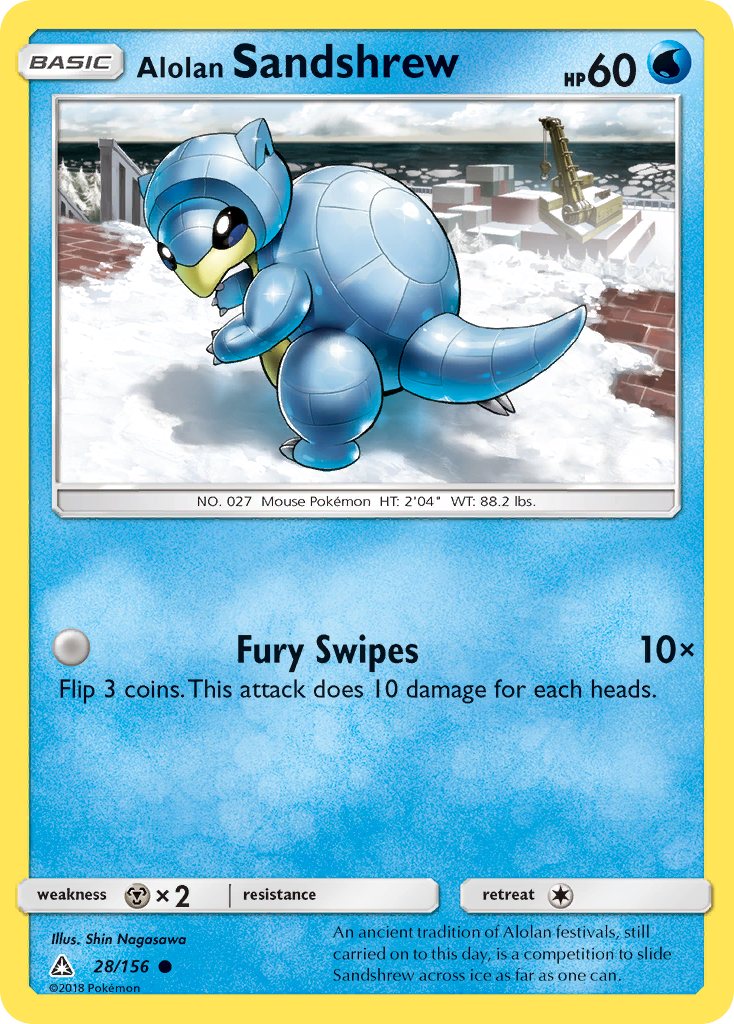 BASIC Alolan Sandshrew HP60
NO. 027 Mouse Pokémon HT: 2'04" WT: 88.2 lbs.
Fury Swipes 10×
Flip 3 coins. This attack does 10 damage for each heads.
weakness × 2 resistance retreat
Illus. Shin Nagasawa
28/156
©2018 Pokémon
An ancient tradition of Alolan festivals, still
carried on to this day, is a competition to slide
Sandshrew across ice as far as one can.